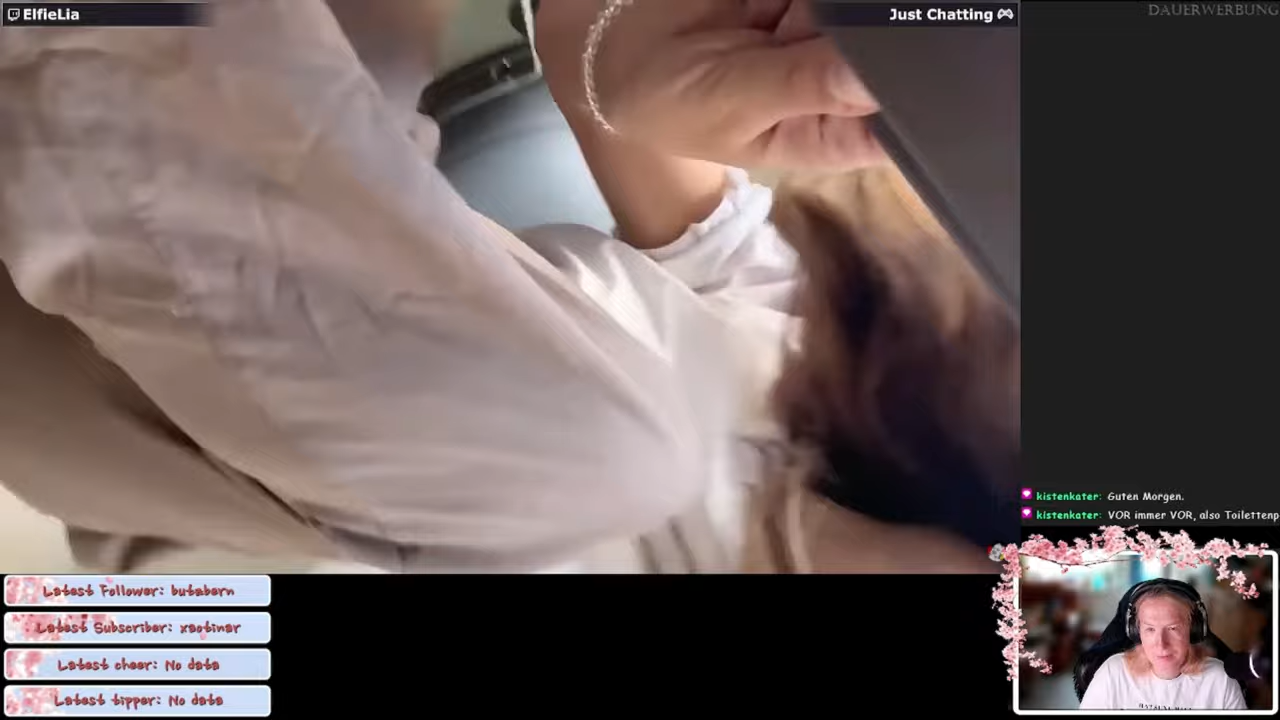 ElfieLia
Just Chatting
DAUERWERBUNG
kistenkater: Guten Morgen.
kistenkater: VOR immer VOR, also Toilettenp
Latest Follower: butabern
Latest Subscriber: xaotinar
Latest cheer: No data
Latest tipper: No data